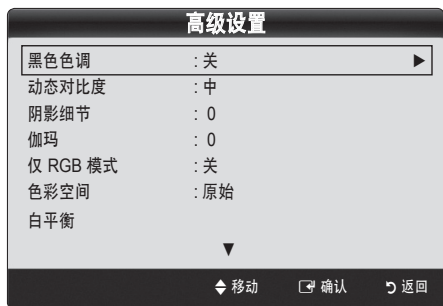 高级设置
黑色色调 : 关 ▶
动态对比度 : 中
阴影细节 : 0
伽玛 : 0
仅 RGB 模式 : 关
色彩空间 : 原始
白平衡
▼
移动 确认 返回